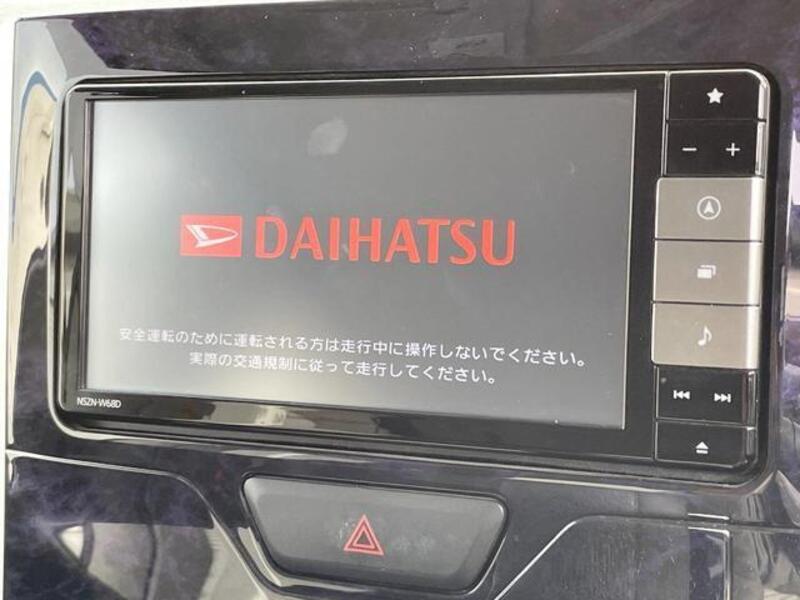 DAIHATSU
安全運転のために運転される方は走行中に操作しないでください。
実際の交通規制に従って走行してください。
NSZN-W68D